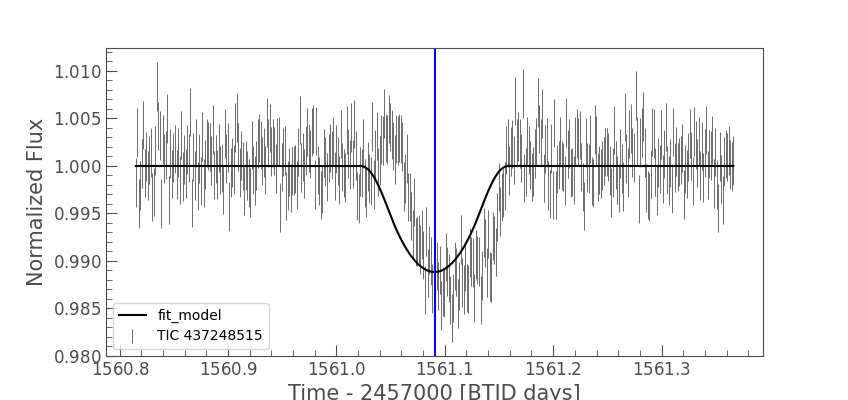 1.010
1.005
1.000
0.995
0.990
0.985
0.980
Normalized Flux
fit_model
TIC 437248515
1560.8 1560.9 1561.0 1561.1 1561.2 1561.3
Time - 2457000 [BTJD days]